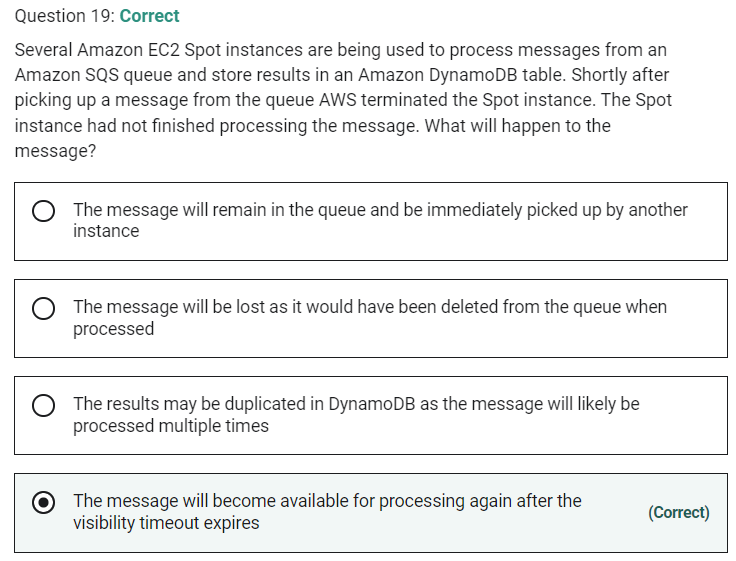 Question 19: Correct
Several Amazon EC2 Spot instances are being used to process messages from an
Amazon SQS queue and store results in an Amazon DynamoDB table. Shortly after
picking up a message from the queue AWS terminated the Spot instance. The Spot
instance had not finished processing the message. What will happen to the
message?
The message will remain in the queue and be immediately picked up by another
instance
The message will be lost as it would have been deleted from the queue when
processed
The results may be duplicated in DynamoDB as the message will likely be
processed multiple times
The message will become available for processing again after the
visibility timeout expires
(Correct)